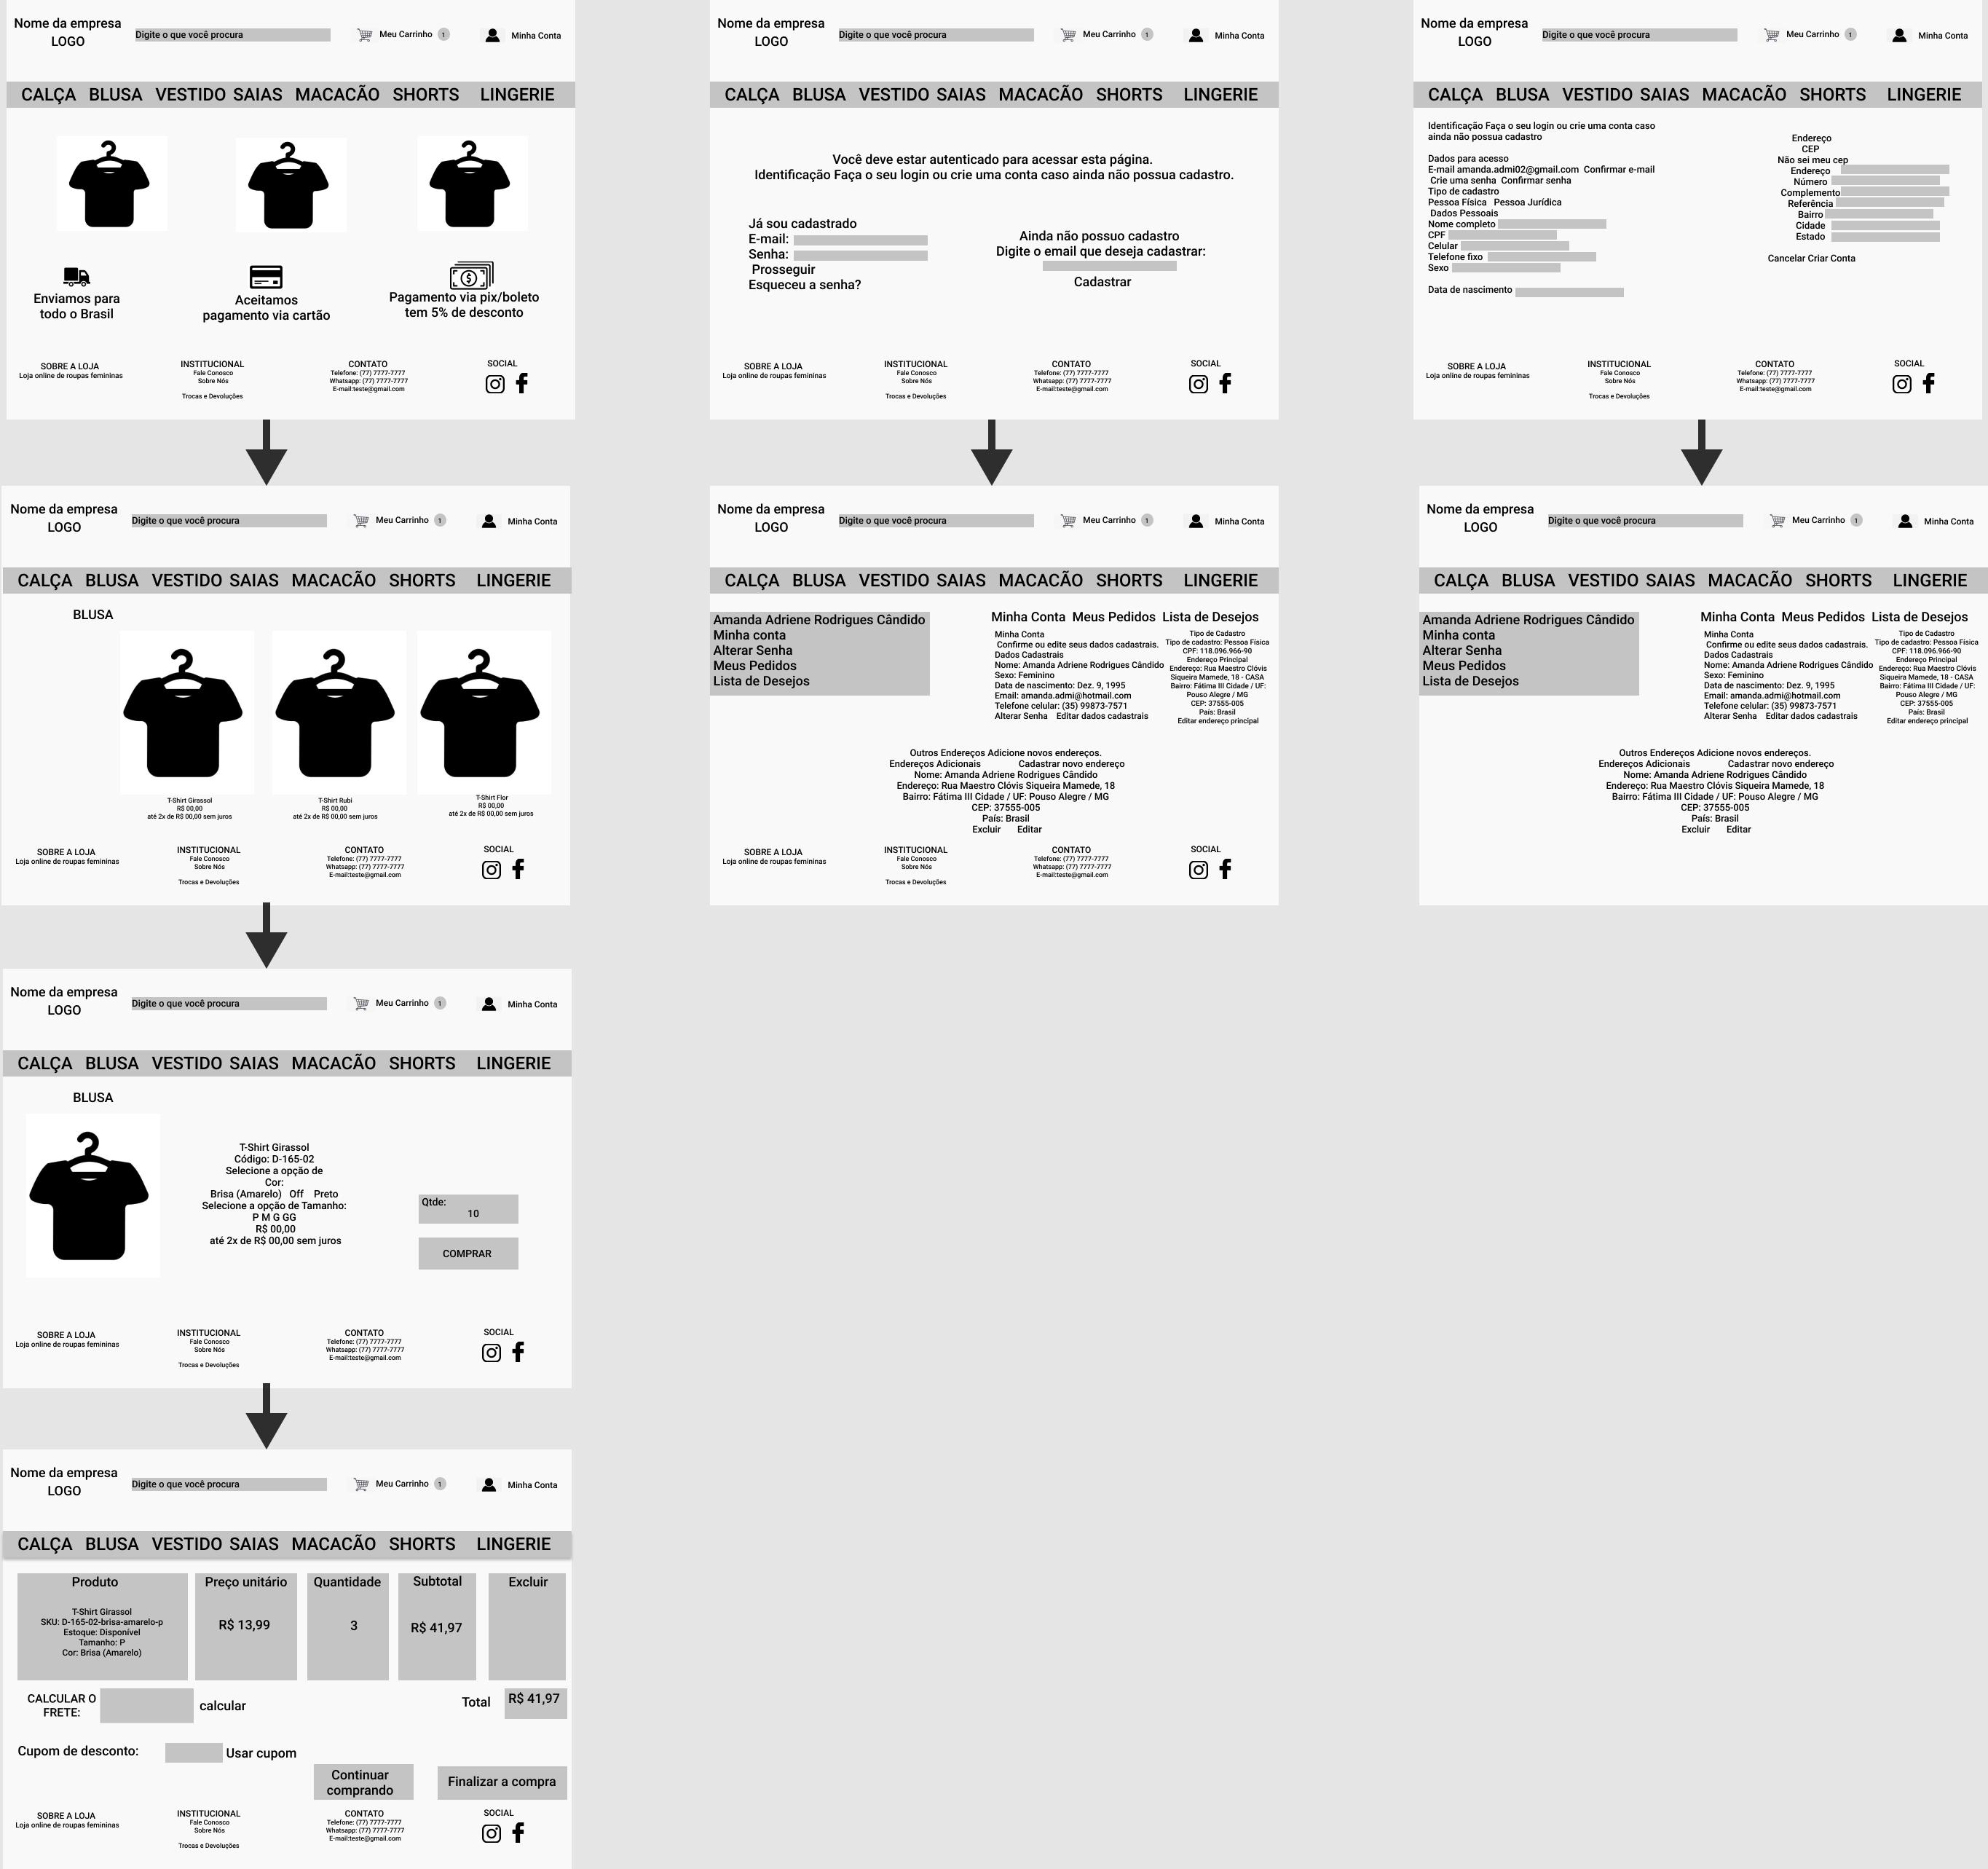 Nome da empresa
LOGO
Digite o que você procura
Meu Carrinho 1
Minha Conta
CALÇA BLUSA VESTIDO SAIAS MACACÃO SHORTS LINGERIE
Enviamos para
todo o Brasil
Aceitamos
pagamento via cartão
Pagamento via pix/boleto
tem 5% de desconto
SOBRE A LOJA
Loja online de roupas femininas
INSTITUCIONAL
Fale Conosco
Sobre Nós
Trocas e Devoluções
CONTATO
Telefone: (77) 7777-7777
Whatsapp: (77) 7777-7777
E-mail:teste@gmail.com
SOCIAL
Nome da empresa
LOGO
Digite o que você procura
Meu Carrinho 1
Minha Conta
CALÇA BLUSA VESTIDO SAIAS MACACÃO SHORTS LINGERIE
Você deve estar autenticado para acessar esta página.
Identificação Faça o seu login ou crie uma conta caso ainda não possua cadastro.
Já sou cadastrado
E-mail:
Senha:
Prosseguir
Esqueceu a senha?
Ainda não possuo cadastro
Digite o email que deseja cadastrar:
Cadastrar
SOBRE A LOJA
Loja online de roupas femininas
INSTITUCIONAL
Fale Conosco
Sobre Nós
Trocas e Devoluções
CONTATO
Telefone: (77) 7777-7777
Whatsapp: (77) 7777-7777
E-mail:teste@gmail.com
SOCIAL
Nome da empresa
LOGO
Digite o que você procura
Meu Carrinho 1
Minha Conta
CALÇA BLUSA VESTIDO SAIAS MACACÃO SHORTS LINGERIE
Identificação Faça o seu login ou crie uma conta caso
ainda não possua cadastro
Dados para acesso
E-mail amanda.admi02@gmail.com Confirmar e-mail
Crie uma senha Confirmar senha
Tipo de cadastro
Pessoa Física Pessoa Jurídica
Dados Pessoais
Nome completo
CPF
Celular
Telefone fixo
Sexo
Data de nascimento
Endereço
CEP
Não sei meu cep
Endereço
Número
Complemento
Referência
Bairro
Cidade
Estado
Cancelar Criar Conta
SOBRE A LOJA
Loja online de roupas femininas
INSTITUCIONAL
Fale Conosco
Sobre Nós
Trocas e Devoluções
CONTATO
Telefone: (77) 7777-7777
Whatsapp: (77) 7777-7777
E-mail:teste@gmail.com
SOCIAL
Nome da empresa
LOGO
Digite o que você procura
Meu Carrinho 1
Minha Conta
CALÇA BLUSA VESTIDO SAIAS MACACÃO SHORTS LINGERIE
BLUSA
T-Shirt Girassol
R$ 00,00
até 2x de R$ 00,00 sem juros
T-Shirt Rubi
R$ 00,00
até 2x de R$ 00,00 sem juros
T-Shirt Flor
R$ 00,00
até 2x de R$ 00,00 sem juros
SOBRE A LOJA
Loja online de roupas femininas
INSTITUCIONAL
Fale Conosco
Sobre Nós
Trocas e Devoluções
CONTATO
Telefone: (77) 7777-7777
Whatsapp: (77) 7777-7777
E-mail:teste@gmail.com
SOCIAL
Nome da empresa
LOGO
Digite o que você procura
Meu Carrinho 1
Minha Conta
CALÇA BLUSA VESTIDO SAIAS MACACÃO SHORTS LINGERIE
Amanda Adriene Rodrigues Cândido
Minha conta
Alterar Senha
Meus Pedidos
Lista de Desejos
Minha Conta Meus Pedidos Lista de Desejos
Minha Conta
Confirme ou edite seus dados cadastrais.
Dados Cadastrais
Nome: Amanda Adriene Rodrigues Cândido
Sexo: Feminino
Data de nascimento: Dez. 9, 1995
Email: amanda.admi@hotmail.com
Telefone celular: (35) 99873-7571
Alterar Senha Editar dados cadastrais
Tipo de Cadastro
Tipo de cadastro: Pessoa Física
CPF: 118.096.966-90
Endereço Principal
Endereço: Rua Maestro Clóvis
Siqueira Mamede, 18 - CASA
Bairro: Fátima III Cidade / UF:
Pouso Alegre / MG
CEP: 37555-005
País: Brasil
Editar endereço principal
Outros Endereços Adicione novos endereços.
Endereços Adicionais Cadastrar novo endereço
Nome: Amanda Adriene Rodrigues Cândido
Endereço: Rua Maestro Clóvis Siqueira Mamede, 18
Bairro: Fátima III Cidade / UF: Pouso Alegre / MG
CEP: 37555-005
País: Brasil
Excluir Editar
SOBRE A LOJA
Loja online de roupas femininas
INSTITUCIONAL
Fale Conosco
Sobre Nós
Trocas e Devoluções
CONTATO
Telefone: (77) 7777-7777
Whatsapp: (77) 7777-7777
E-mail:teste@gmail.com
SOCIAL
Nome da empresa
LOGO
Digite o que você procura
Meu Carrinho 1
Minha Conta
CALÇA BLUSA VESTIDO SAIAS MACACÃO SHORTS LINGERIE
Amanda Adriene Rodrigues Cândido
Minha conta
Alterar Senha
Meus Pedidos
Lista de Desejos
Minha Conta Meus Pedidos Lista de Desejos
Minha Conta
Confirme ou edite seus dados cadastrais.
Dados Cadastrais
Nome: Amanda Adriene Rodrigues Cândido
Sexo: Feminino
Data de nascimento: Dez. 9, 1995
Email: amanda.admi@hotmail.com
Telefone celular: (35) 99873-7571
Alterar Senha Editar dados cadastrais
Tipo de Cadastro
Tipo de cadastro: Pessoa Física
CPF: 118.096.966-90
Endereço Principal
Endereço: Rua Maestro Clóvis
Siqueira Mamede, 18 - CASA
Bairro: Fátima III Cidade / UF:
Pouso Alegre / MG
CEP: 37555-005
País: Brasil
Editar endereço principal
Outros Endereços Adicione novos endereços.
Endereços Adicionais Cadastrar novo endereço
Nome: Amanda Adriene Rodrigues Cândido
Endereço: Rua Maestro Clóvis Siqueira Mamede, 18
Bairro: Fátima III Cidade / UF: Pouso Alegre / MG
CEP: 37555-005
País: Brasil
Excluir Editar
Nome da empresa
LOGO
Digite o que você procura
Meu Carrinho 1
Minha Conta
CALÇA BLUSA VESTIDO SAIAS MACACÃO SHORTS LINGERIE
BLUSA
T-Shirt Girassol
Código: D-165-02
Selecione a opção de
Cor:
Brisa (Amarelo) Off Preto
Selecione a opção de Tamanho:
P M G GG
R$ 00,00
até 2x de R$ 00,00 sem juros
Qtde:
10
COMPRAR
SOBRE A LOJA
Loja online de roupas femininas
INSTITUCIONAL
Fale Conosco
Sobre Nós
Trocas e Devoluções
CONTATO
Telefone: (77) 7777-7777
Whatsapp: (77) 7777-7777
E-mail:teste@gmail.com
SOCIAL
Nome da empresa
LOGO
Digite o que você procura
Meu Carrinho 1
Minha Conta
CALÇA BLUSA VESTIDO SAIAS MACACÃO SHORTS LINGERIE
Produto
T-Shirt Girassol
SKU: D-165-02-brisa-amarelo-p
Estoque: Disponível
Tamanho: P
Cor: Brisa (Amarelo)
Preço unitário
R$ 13,99
Quantidade
3
Subtotal
R$ 41,97
Excluir
CALCULAR O
FRETE:
calcular
Total
R$ 41,97
Cupom de desconto:
Usar cupom
Continuar
comprando
Finalizar a compra
SOBRE A LOJA
Loja online de roupas femininas
INSTITUCIONAL
Fale Conosco
Sobre Nós
Trocas e Devoluções
CONTATO
Telefone: (77) 7777-7777
Whatsapp: (77) 7777-7777
E-mail:teste@gmail.com
SOCIAL